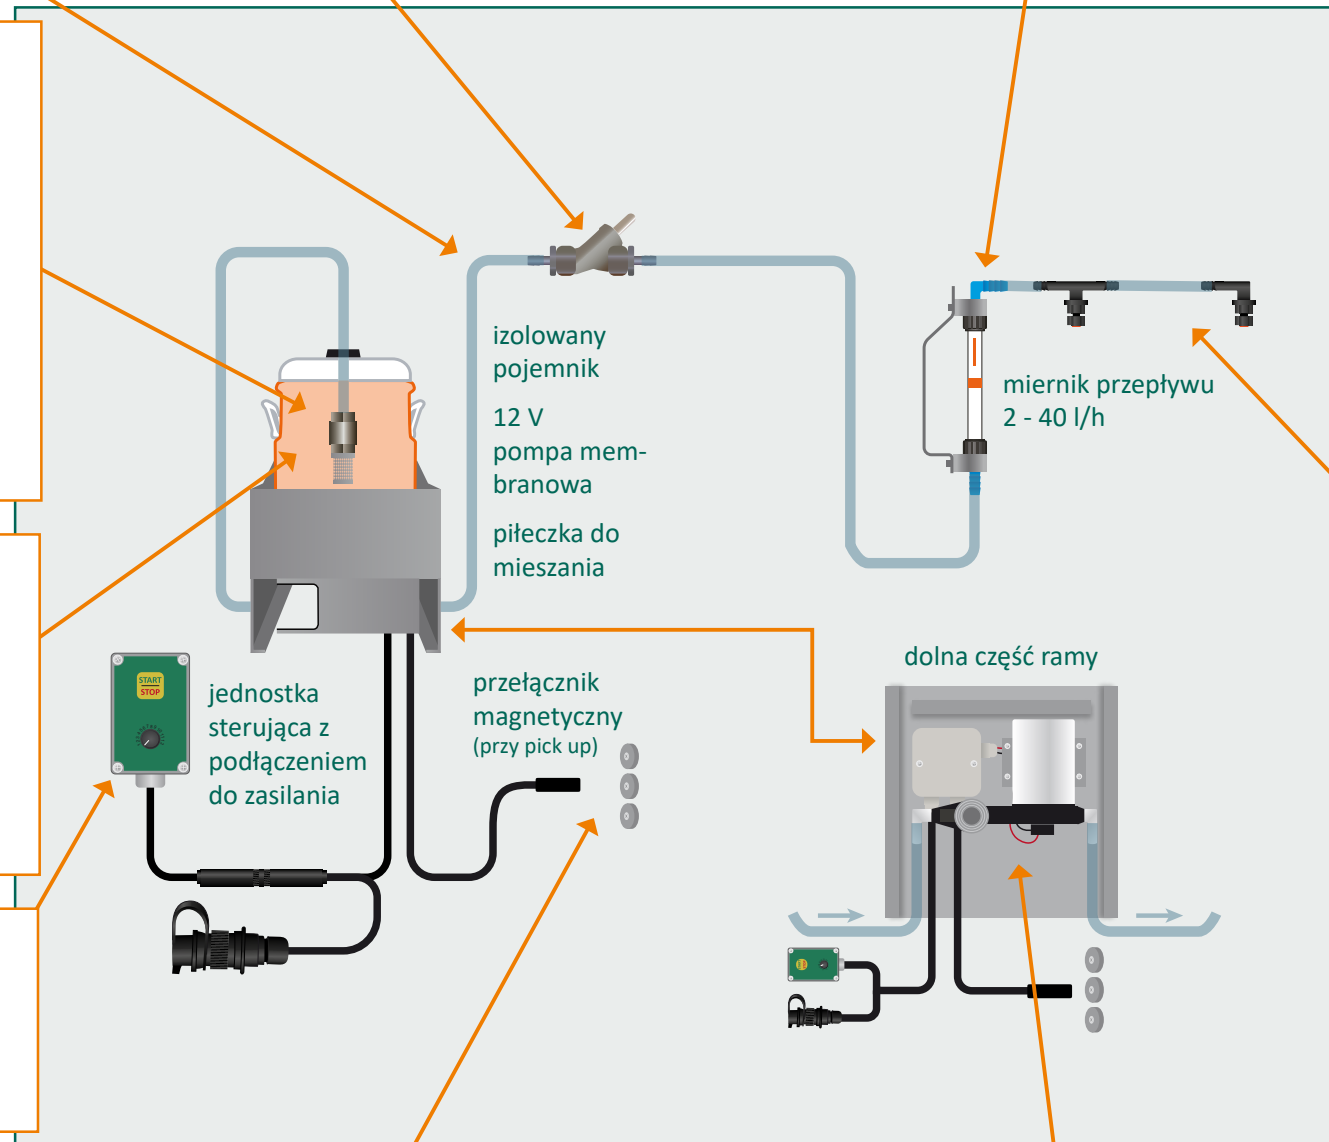 izolowany
pojemnik
12 V
pompa mem-
branowa
piłeczka do
mieszania
miernik przepływu
2 - 40 l/h
dolna część ramy
START
STOP
jednostka
sterująca z
podłączeniem
do zasilania
przełącznik
magnetyczny
(przy pick up)